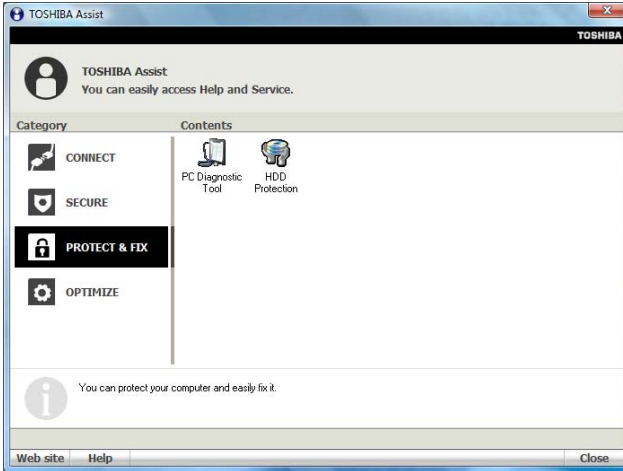 TOSHIBA Assist
TOSHIBA
TOSHIBA Assist
You can easily access Help and Service.
Category
Contents
CONNECT
SECURE
PROTECT & FIX
OPTIMIZE
PC Diagnostic
Tool
HDD
Protection
You can protect your computer and easily fix it.
Web site
Help
Close